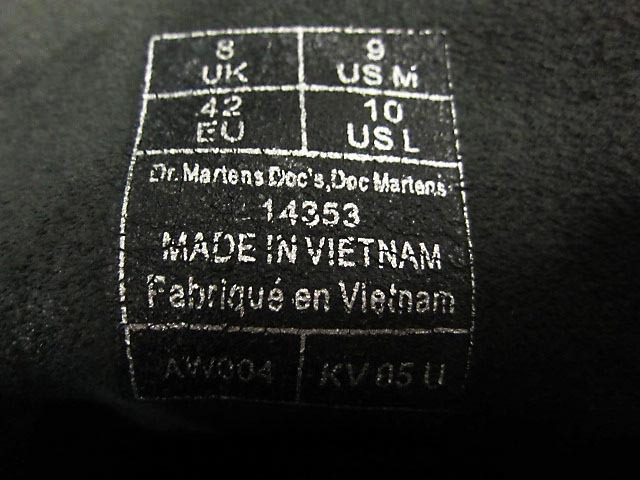 8 UK
9 US M
42 EU
10 US L
Dr. Martens Doc's, Doc Martens
14353
MADE IN VIETNAM
Fabriqué en Vietnam
AW004 KV 05 U